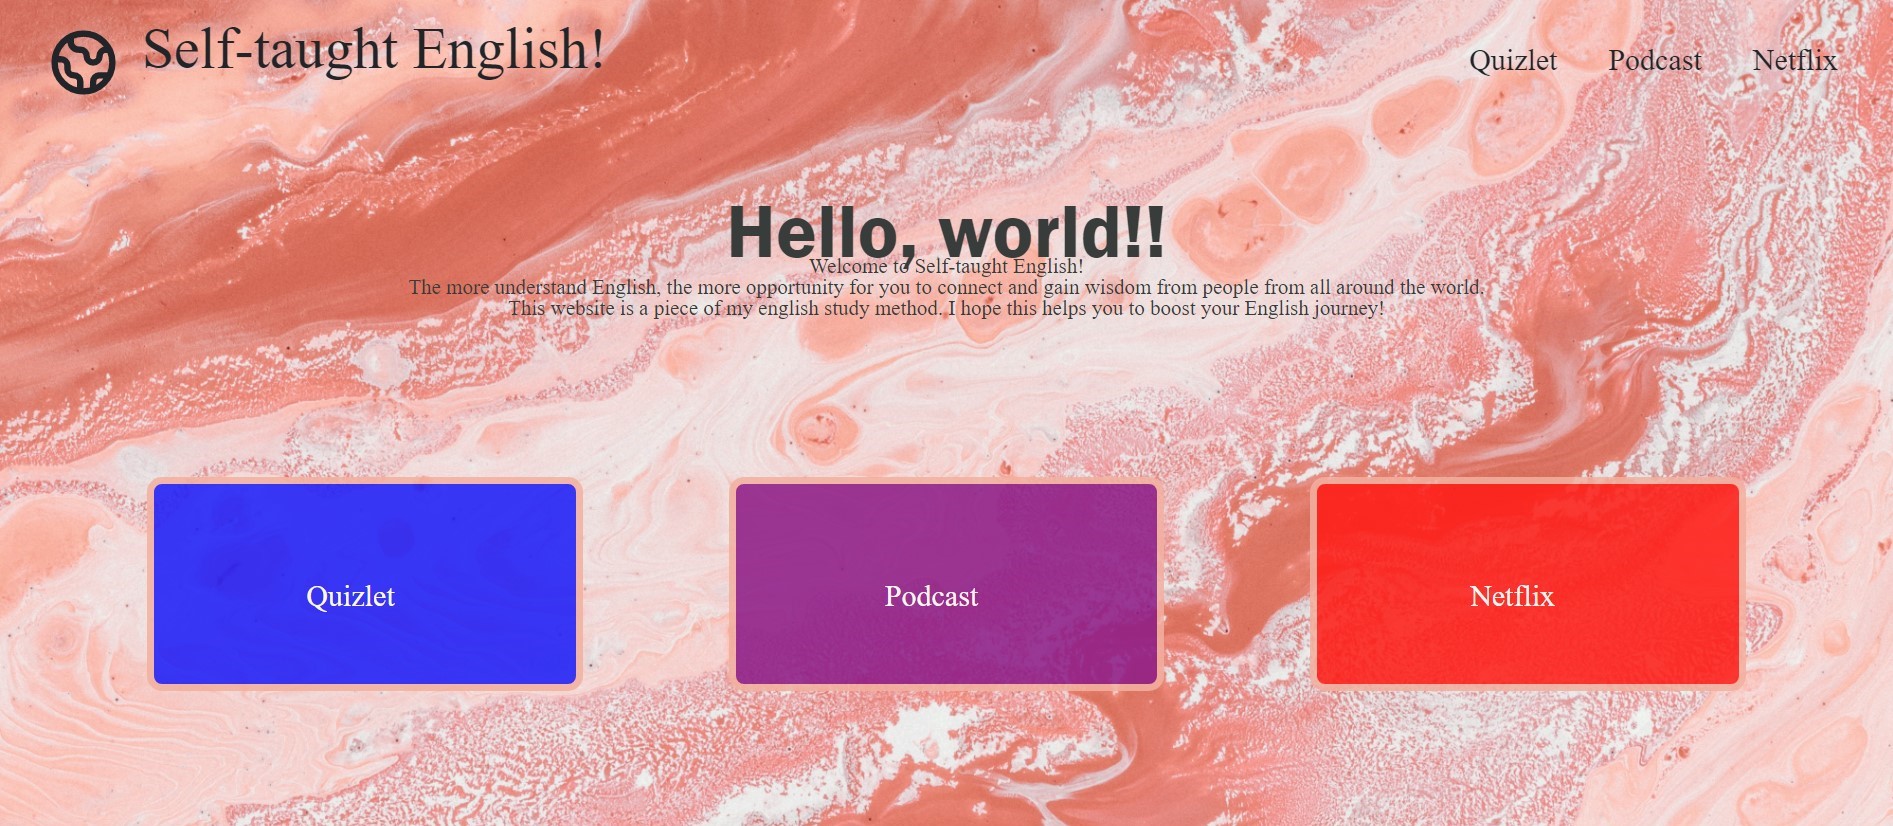 Self-taught English!
Quizlet Podcast Netflix
Hello, world!!
Welcome to Self-taught English!
The more understand English, the more opportunity for you to connect and gain wisdom from people from all around the world.
This website is a piece of my english study method. I hope this helps you to boost your English journey!
Quizlet
Podcast
Netflix